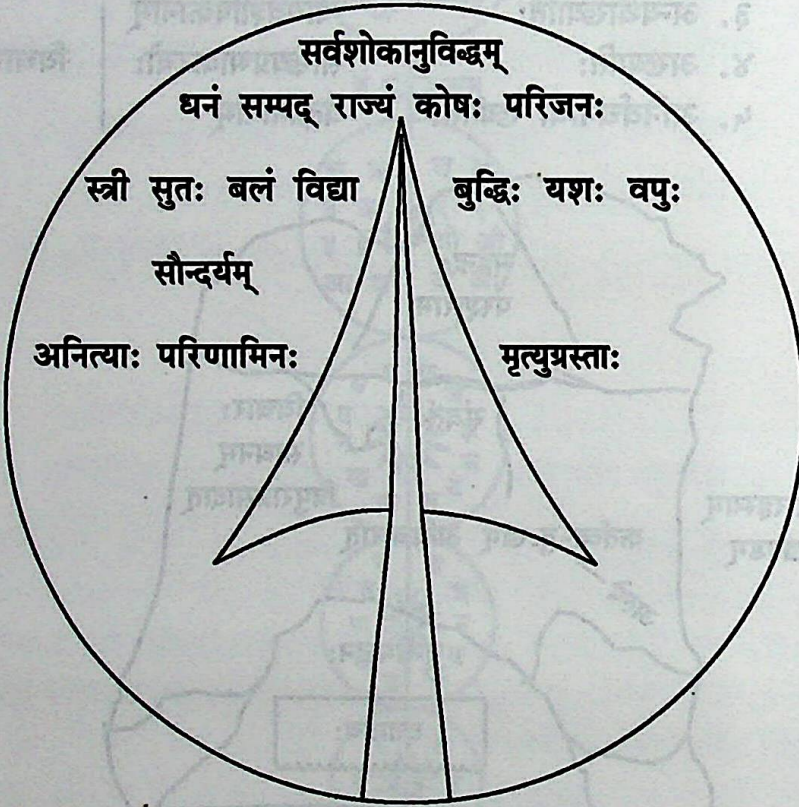 सर्वशोकानुविद्धम्
धनं सम्पद् राज्यं कोषः परिजनः
स्त्री सुतः बलं विद्या बुद्धिः यशः वपुः
सौन्दर्यम्
अनित्याः परिणामिनः मृत्युग्रस्ताः